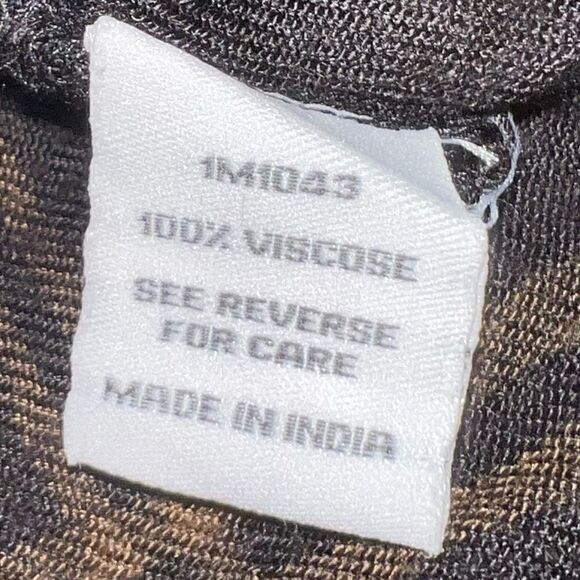 1M1043
100% VISCOSE
SEE REVERSE
FOR CARE
MADE IN INDIA